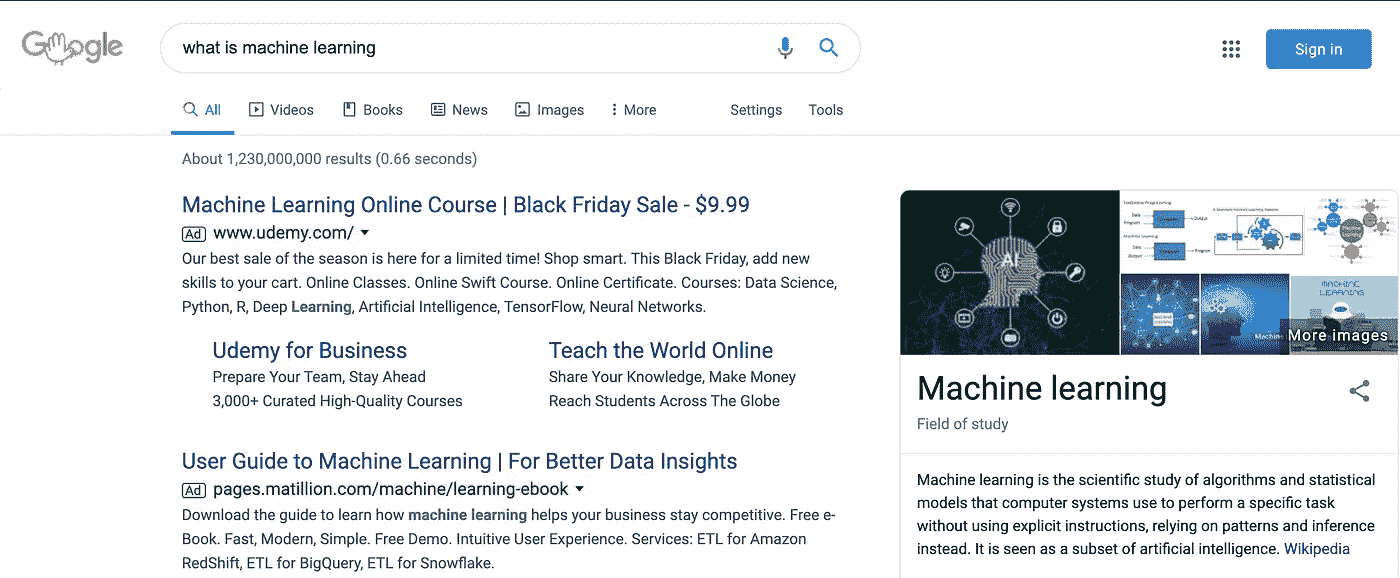 Google
what is machine learning
Sign in
All
Videos
Books
News
Images
More
Settings
Tools
About 1,230,000,000 results (0.66 seconds)
Machine Learning Online Course | Black Friday Sale - $9.99
Ad www.udemy.com/
Our best sale of the season is here for a limited time! Shop smart. This Black Friday, add new
skills to your cart. Online Classes. Online Swift Course. Online Certificate. Courses: Data Science,
Python, R, Deep Learning, Artificial Intelligence, TensorFlow, Neural Networks.
Udemy for Business
Prepare Your Team, Stay Ahead
3,000+ Curated High-Quality Courses
Teach the World Online
Share Your Knowledge, Make Money
Reach Students Across The Globe
User Guide to Machine Learning | For Better Data Insights
Ad pages.matillion.com/machine/learning-ebook
Download the guide to learn how machine learning helps your business stay competitive. Free e-
Book. Fast, Modern, Simple. Free Demo. Intuitive User Experience. Services: ETL for Amazon
RedShift, ETL for BigQuery, ETL for Snowflake.
AI
MACHINE
LEARNING
More images
Machine learning
Field of study
Machine learning is the scientific study of algorithms and statistical
models that computer systems use to perform a specific task
without using explicit instructions, relying on patterns and inference
instead. It is seen as a subset of artificial intelligence. Wikipedia